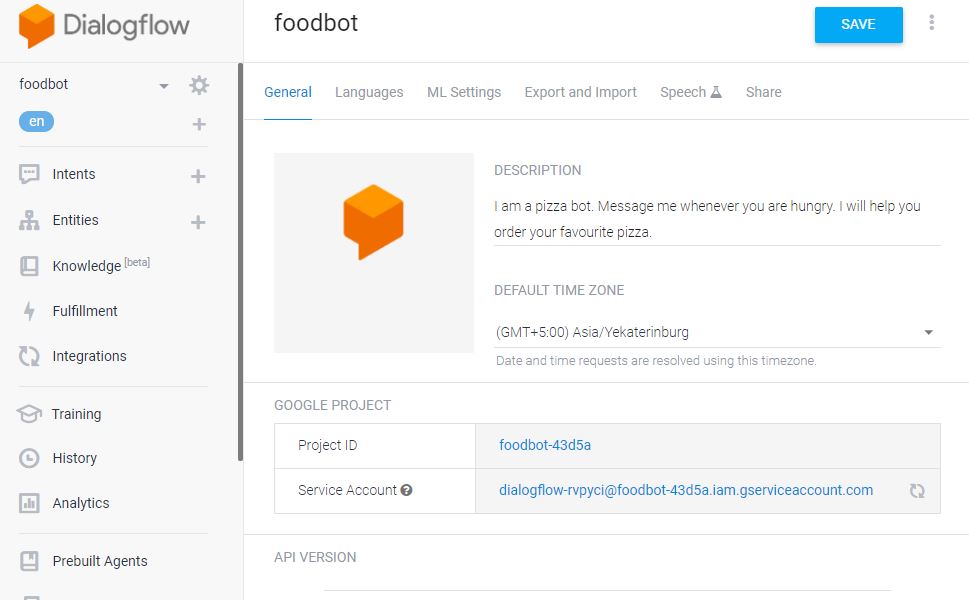 Dialogflow
foodbot
en
Intents
Entities
Knowledge [beta]
Fulfillment
Integrations
Training
History
Analytics
Prebuilt Agents
foodbot
SAVE
General Languages ML Settings Export and Import Speech Share
DESCRIPTION
I am a pizza bot. Message me whenever you are hungry. I will help you
order your favourite pizza.
DEFAULT TIME ZONE
(GMT+5:00) Asia/Yekaterinburg
Date and time requests are resolved using this timezone.
GOOGLE PROJECT
Project ID foodbot-43d5a
Service Account ? dialogflow-rvpyci@foodbot-43d5a.iam.gserviceaccount.com
API VERSION